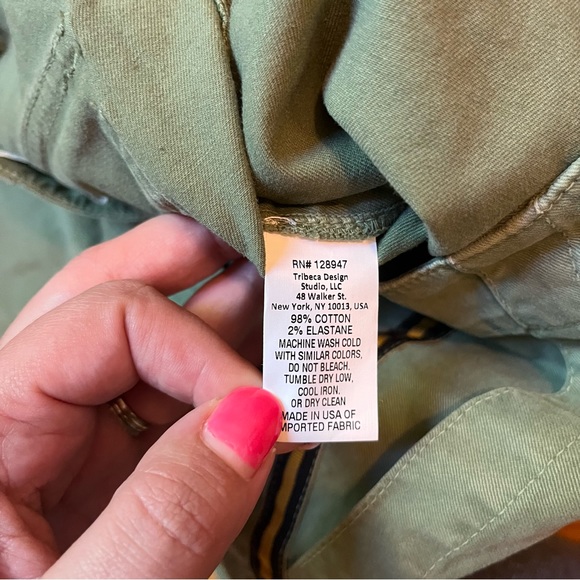 RN# 128947
Tribeca Design
Studio, LLC
48 Walker St.
New York, NY 10013, USA
98% COTTON
2% ELASTANE
MACHINE WASH COLD
WITH SIMILAR COLORS,
DO NOT BLEACH.
TUMBLE DRY LOW,
COOL IRON.
OR DRY CLEAN
MADE IN USA OF
IMPORTED FABRIC